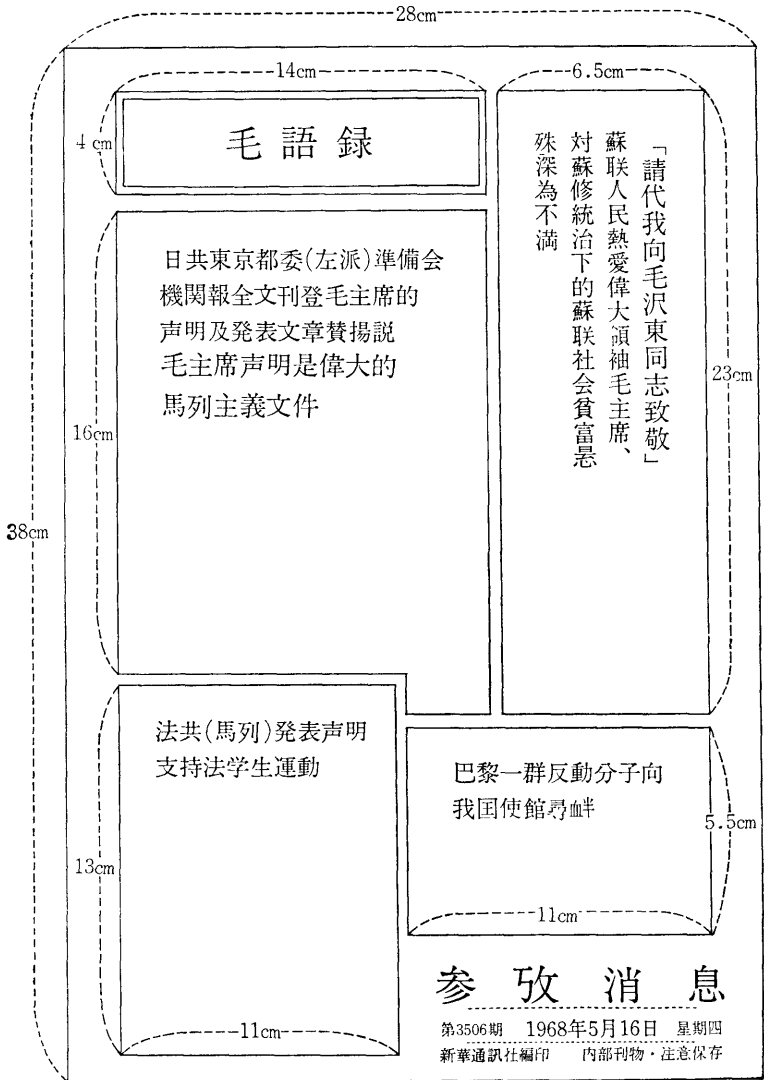 28cm
14cm
6.5cm
4cm
毛語録
「請代我向毛沢東同志致敬」
蘇联人民熱愛偉大領袖毛主席、
対蘇修統治下的蘇联社会貧富悬
殊深為不満
23cm
日共東京都委(左派)準備会
機関報全文刊登毛主席的
声明及発表文章賛揚説
毛主席声明是偉大的
馬列主義文件
16cm
38cm
法共(馬列)発表声明
支持法学生運動
13cm
11cm
巴黎一群反動分子向
我国使館尋衅
5.5cm
11cm
参攷消息
第3506期 1968年5月16日 星期四
新華通訊社編印 内部刊物・注意保存